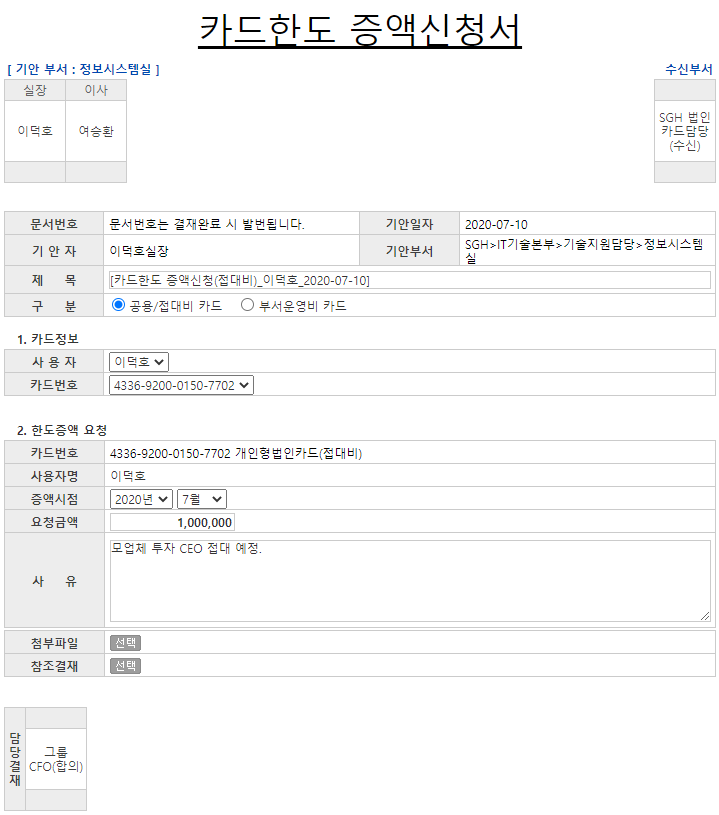 카드한도 증액신청서
[ 기안 부서 : 정보시스템실 ] 수신부서
실장 이사
이덕호 여승환 SGH 법인
카드담당
(수신)
문서번호 문서번호는 결재완료 시 발번됩니다. 기안일자 2020-07-10
기 안 자 이덕호실장 기안부서 SGH>IT기술본부>기술지원담당>정보시스템
실
제 목 [카드한도 증액신청(접대비)_이덕호_2020-07-10]
구 분 공용/접대비 카드 부서운영비 카드
1. 카드정보
사 용 자 이덕호
카드번호 4336-9200-0150-7702
2. 한도증액 요청
카드번호 4336-9200-0150-7702 개인형법인카드(접대비)
사용자명 이덕호
증액시점 2020년 7월
요청금액 1,000,000
사 유 모업체 투자 CEO 접대 예정.
첨부파일 선택
참조결재 선택
담당결재
그룹
CFO(합의)